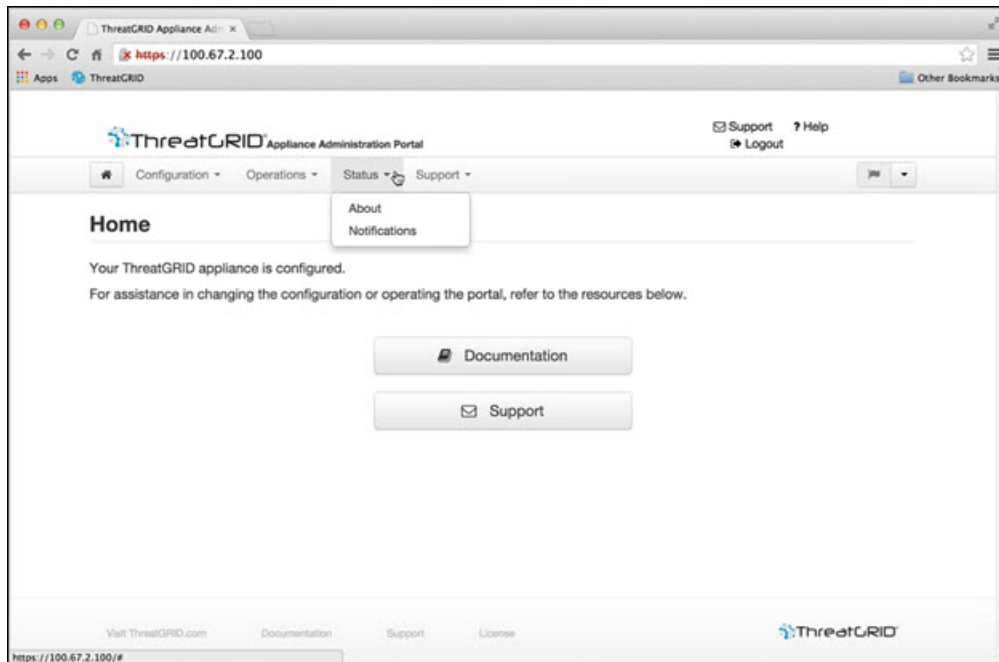 ThreatGRID Appliance Adm
https://100.67.2.100
Apps ThreatGRID Other Bookmarks
Support ? Help
ThreatGRID Appliance Administration Portal
Logout
Configuration Operations Status Support
About
Notifications
Home
Your ThreatGRID appliance is configured.
For assistance in changing the configuration or operating the portal, refer to the resources below.
Documentation
Support
Visit ThreatGRID.com Documentation Support License ThreatGRID
https://100.67.2.100/#